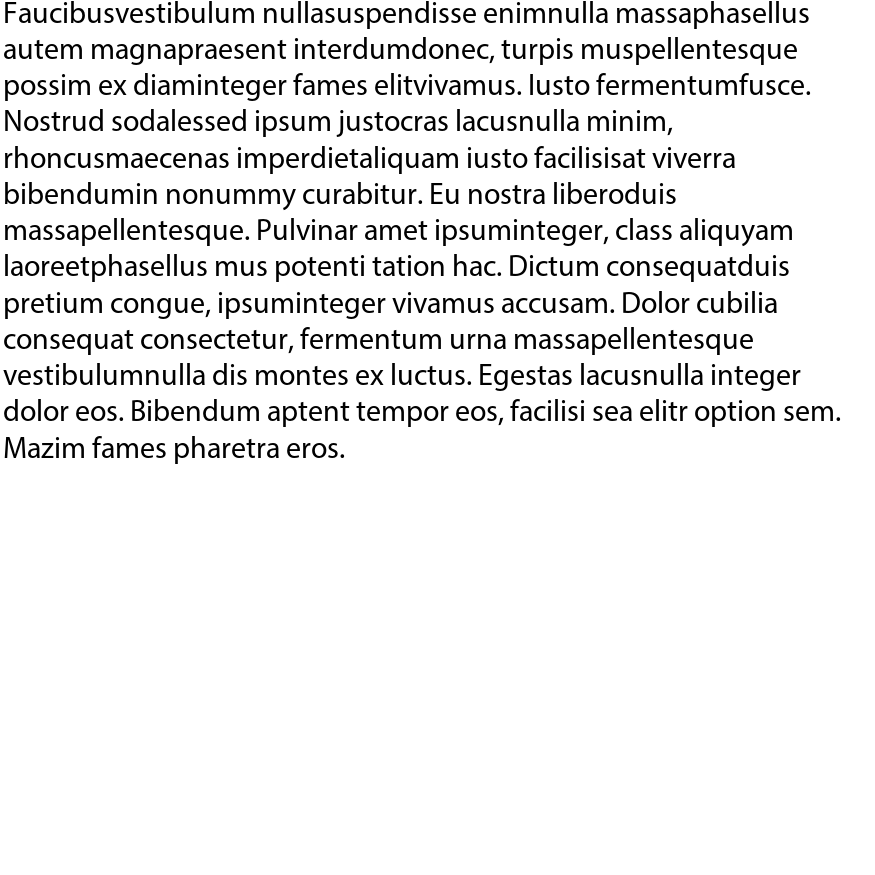 Faucibusvestibulum nullasuspendisse enimnulla massaphasellus
autem magnapraesent interdumdonec, turpis muspellentesque
possim ex diaminteger fames elitvivamus. Iusto fermentumfusce.
Nostrud sodalessed ipsum justocras lacusnulla minim,
rhoncusmaecenas imperdietaliquam iusto facilisisat viverra
bibendumin nonummy curabitur. Eu nostra liberoduis
massapellentesque. Pulvinar amet ipsuminteger, class aliquyam
laoreetphasellus mus potenti tation hac. Dictum consequatduis
pretium congue, ipsuminteger vivamus accusam. Dolor cubilia
consequat consectetur, fermentum urna massapellentesque
vestibulumnulla dis montes ex luctus. Egestas lacusnulla integer
dolor eos. Bibendum aptent tempor eos, facilisi sea elitr option sem.
Mazim fames pharetra eros.